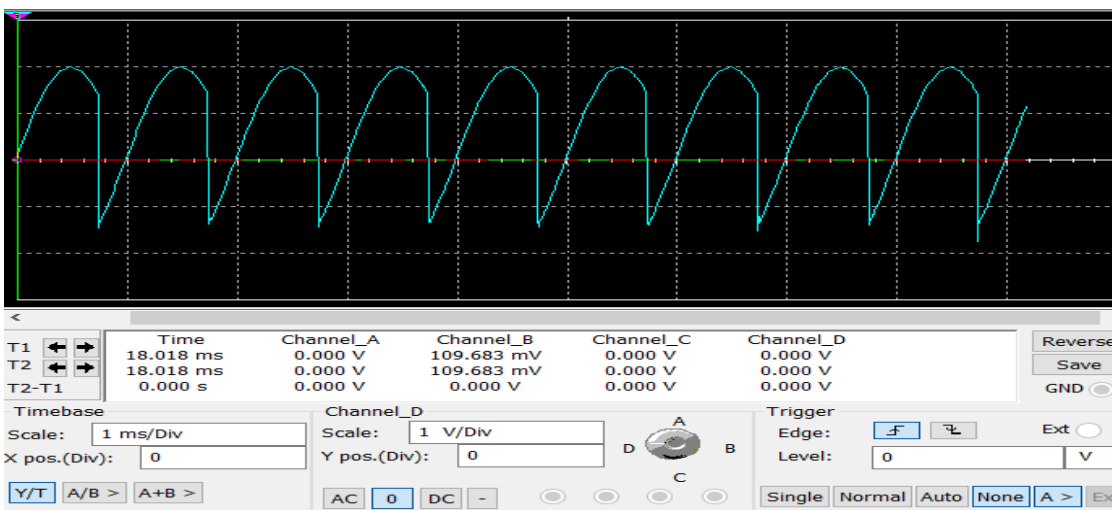 Time Channel_A Channel_B Channel_C Channel_D
T1 18.018 ms 0.000 V 109.683 mV 0.000 V 0.000 V
T2 18.018 ms 0.000 V 109.683 mV 0.000 V 0.000 V
T2-T1 0.000 s 0.000 V 0.000 V 0.000 V 0.000 V
Reverse
Save
GND
Timebase
Scale: 1 ms/Div
X pos.(Div): 0
Y/T A/B > A+B >
Channel_D
Scale: 1 V/Div
Y pos.(Div): 0
AC 0 DC -
A
D B
C
Trigger
Edge: Ext
Level: 0 V
Single Normal Auto None A > Ex